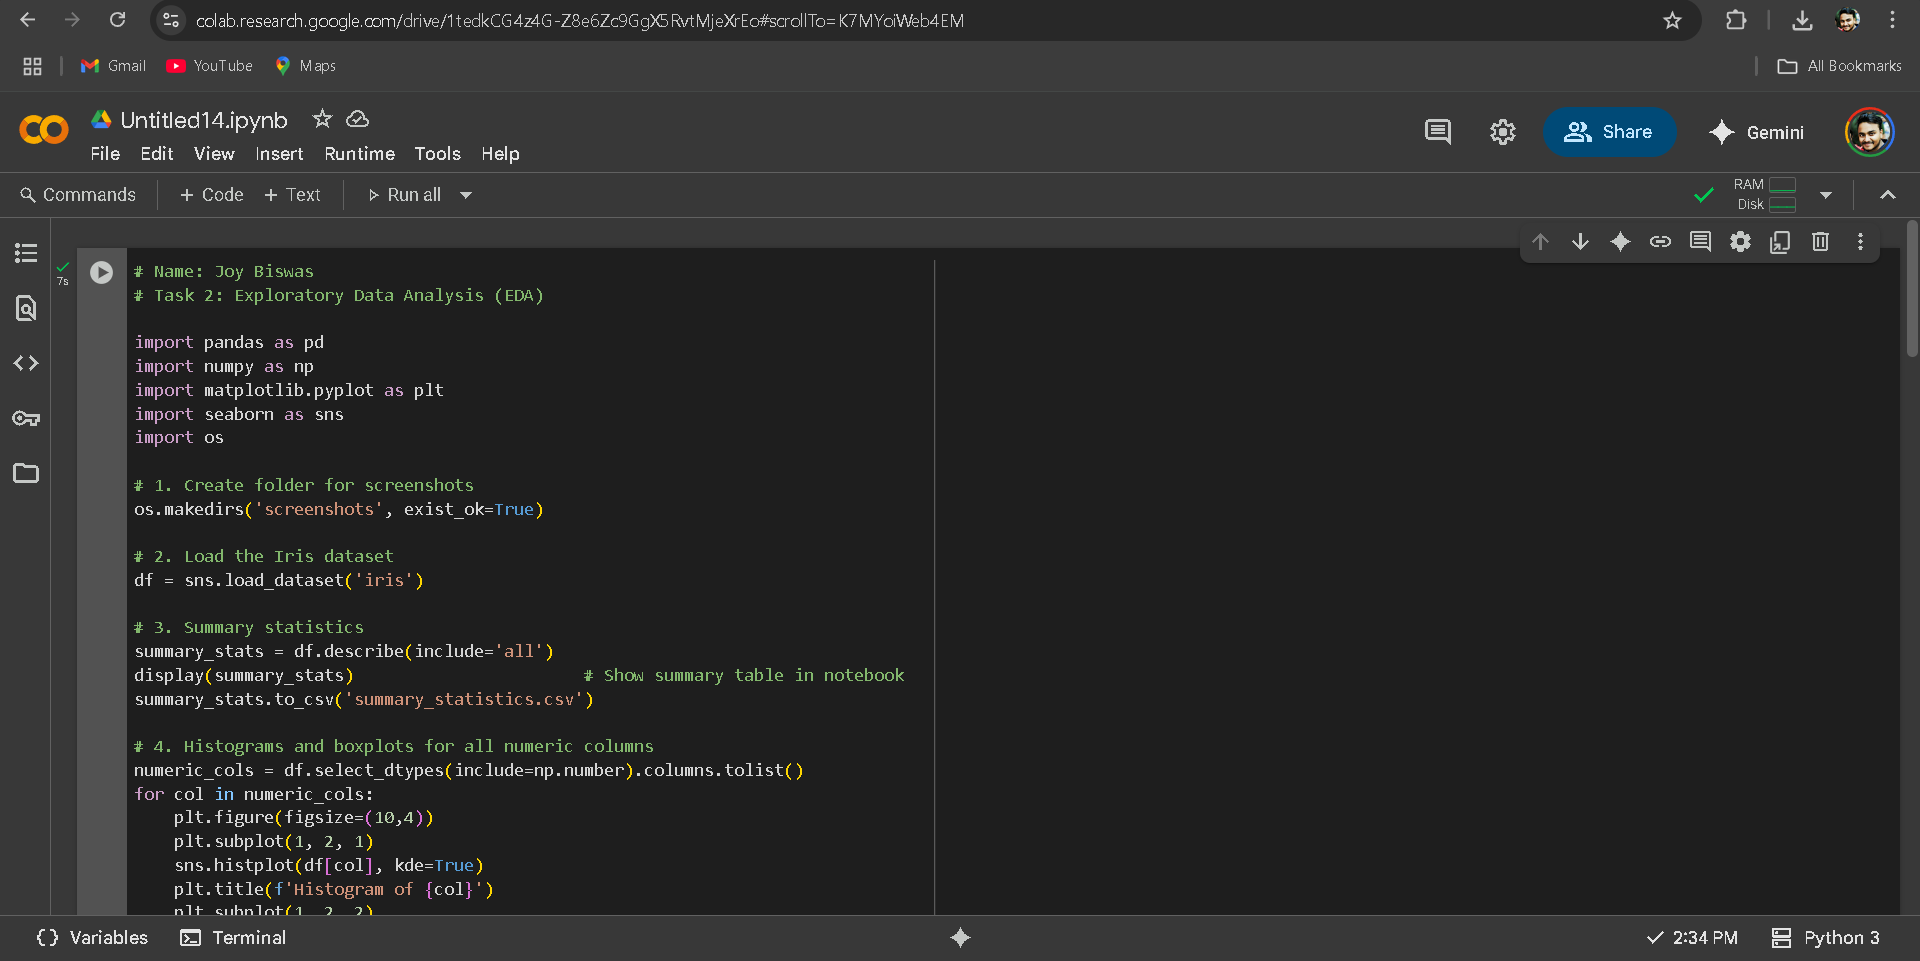 colab.research.google.com/drive/1tedkCG4z4G-Z8e6Zc9GgX5RvtMjeXrEo#scrollTo=K7MYoiWeb4EM
Gmail YouTube Maps All Bookmarks
Untitled14.ipynb
File Edit View Insert Runtime Tools Help
Share Gemini
Commands + Code + Text Run all
RAM
Disk
7s
# Name: Joy Biswas
# Task 2: Exploratory Data Analysis (EDA)
import pandas as pd
import numpy as np
import matplotlib.pyplot as plt
import seaborn as sns
import os
# 1. Create folder for screenshots
os.makedirs('screenshots', exist_ok=True)
# 2. Load the Iris dataset
df = sns.load_dataset('iris')
# 3. Summary statistics
summary_stats = df.describe(include='all')
display(summary_stats) # Show summary table in notebook
summary_stats.to_csv('summary_statistics.csv')
# 4. Histograms and boxplots for all numeric columns
numeric_cols = df.select_dtypes(include=np.number).columns.tolist()
for col in numeric_cols:
    plt.figure(figsize=(10,4))
    plt.subplot(1, 2, 1)
    sns.histplot(df[col], kde=True)
    plt.title(f'Histogram of {col}')
    plt.subplot(1, 2, 2)
{} Variables Terminal 2:34 PM Python 3